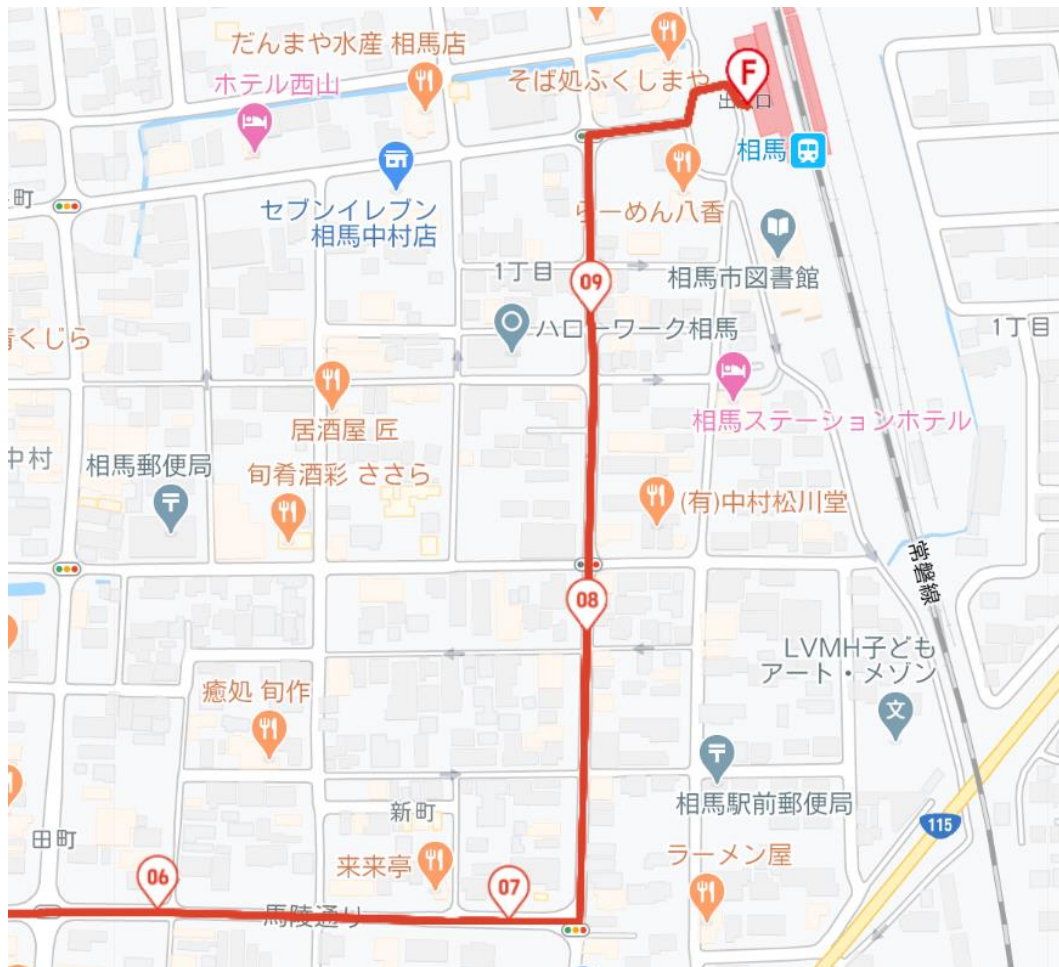 だんまや水産 相馬店
そば処ふくしまや
F
ホテル西山
相馬
セブンイレブン
相馬中村店
らーめん八香
町
1丁目
09
相馬市図書館
ハローワーク相馬
1丁目
くじら
居酒屋 匠
相馬ステーションホテル
中村
相馬郵便局
旬肴酒彩 ささら
(有)中村松川堂
常磐線
08
LVMH子ども
アート・メゾン
文
癒処 旬作
相馬駅前郵便局
新町
115
田町
来来亭
ラーメン屋
06
07
馬陵通り